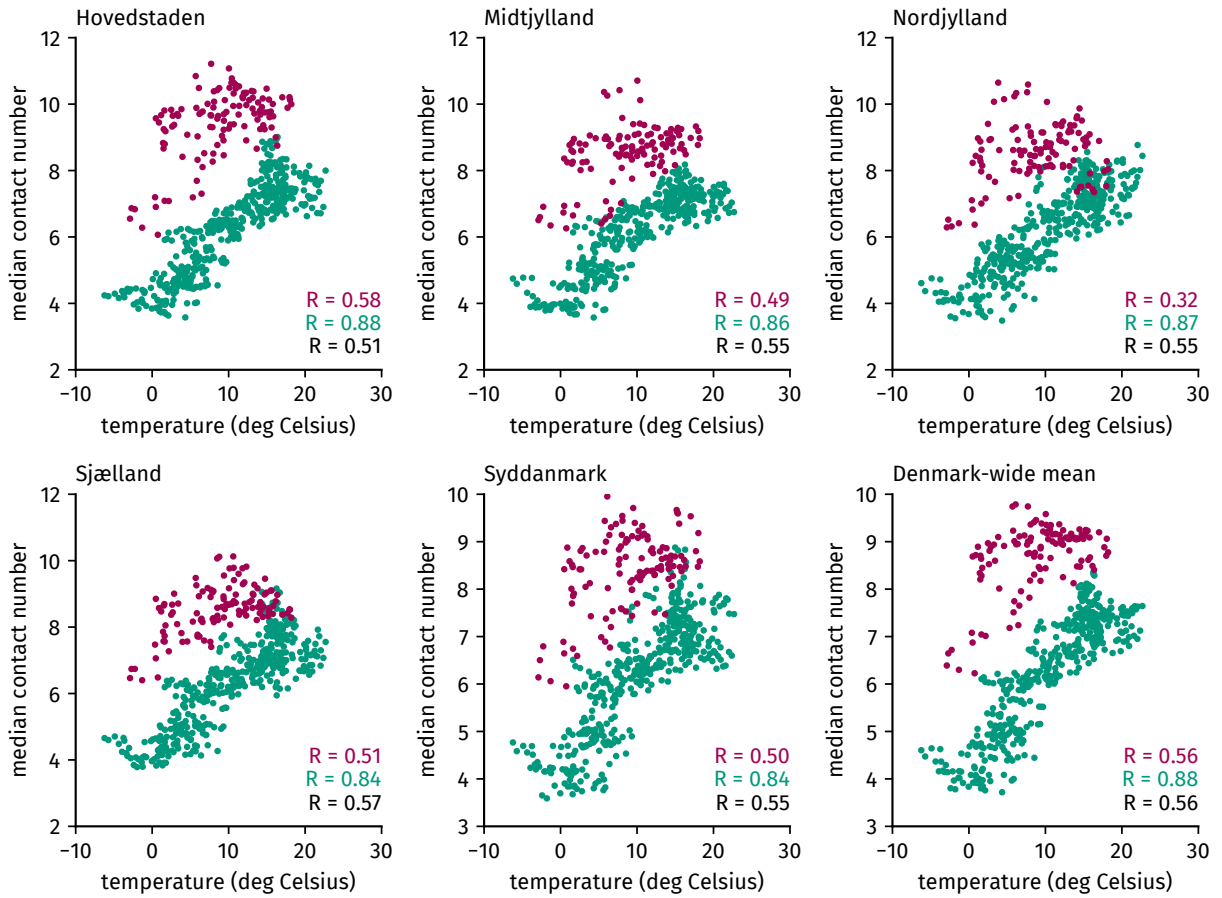 Hovedstaden
12
10
8
6
4
2
median contact number
R = 0.58
R = 0.88
R = 0.51
−10 0 10 20 30
temperature (deg Celsius)
Midtjylland
12
10
8
6
4
2
median contact number
R = 0.49
R = 0.86
R = 0.55
−10 0 10 20 30
temperature (deg Celsius)
Nordjylland
12
10
8
6
4
2
median contact number
R = 0.32
R = 0.87
R = 0.55
−10 0 10 20 30
temperature (deg Celsius)
Sjælland
12
10
8
6
4
2
median contact number
R = 0.51
R = 0.84
R = 0.57
−10 0 10 20 30
temperature (deg Celsius)
Syddanmark
10
9
8
7
6
5
4
3
median contact number
R = 0.50
R = 0.84
R = 0.55
−10 0 10 20 30
temperature (deg Celsius)
Denmark-wide mean
10
9
8
7
6
5
4
3
median contact number
R = 0.56
R = 0.88
R = 0.56
−10 0 10 20 30
temperature (deg Celsius)